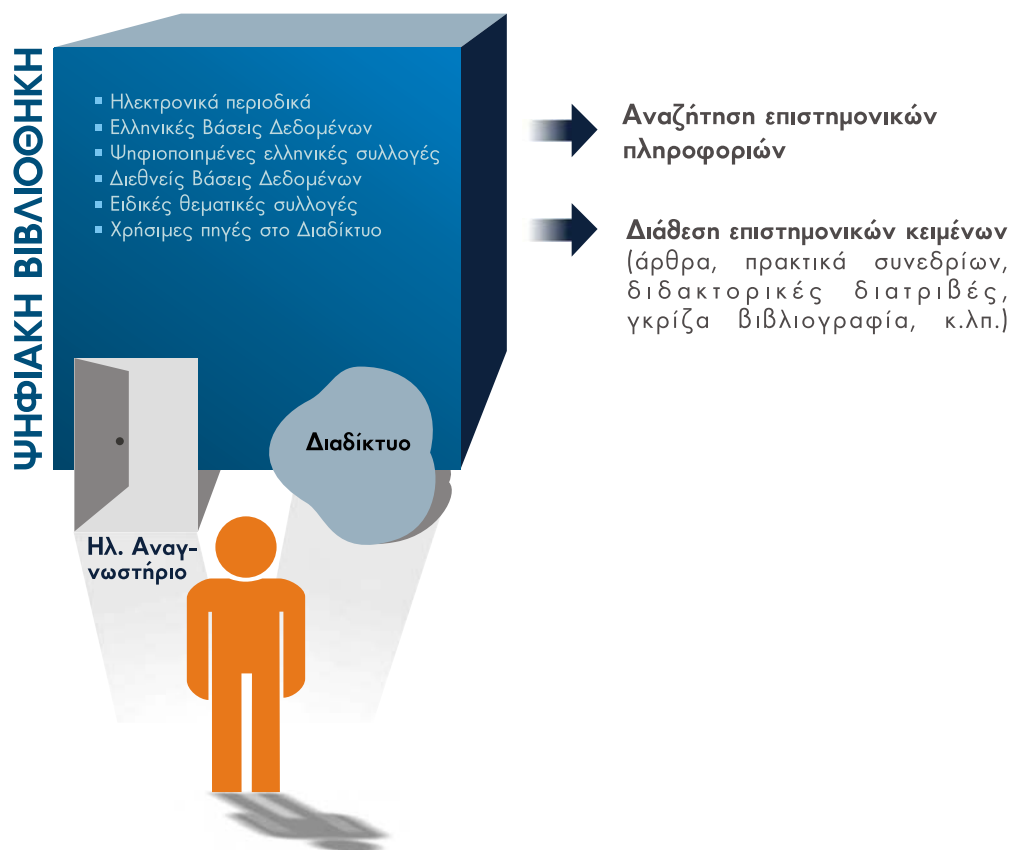 ΨΗΦΙΑΚΗ ΒΙΒΛΙΟΘΗΚΗ
Ηλεκτρονικά περιοδικά
Ελληνικές Βάσεις Δεδομένων
Ψηφιοποιημένες ελληνικές συλλογές
Διεθνείς Βάσεις Δεδομένων
Ειδικές θεματικές συλλογές
Χρήσιμες πηγές στο Διαδίκτυο
Αναζήτηση επιστημονικών
πληροφοριών
Διάθεση επιστημονικών κειμένων
(άρθρα, πρακτικά συνεδρίων,
διδακτορικές διατριβές,
γκρίζα βιβλιογραφία, κ.λπ.)
Διαδίκτυο
Ηλ. Αναγ-
νωστήριο